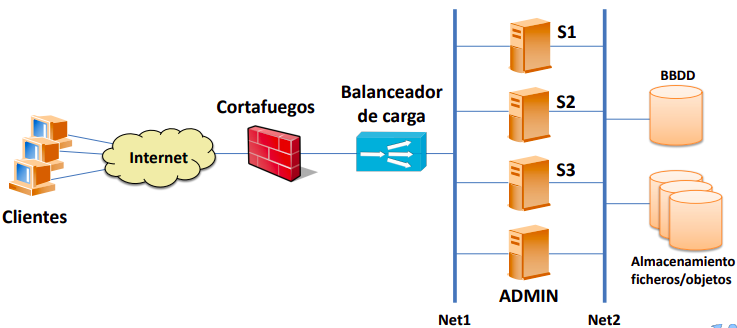 Clientes
Internet
Cortafuegos
Balanceador
de carga
S1
S2
S3
ADMIN
Net1
Net2
BBDD
Almacenamiento
ficheros/objetos